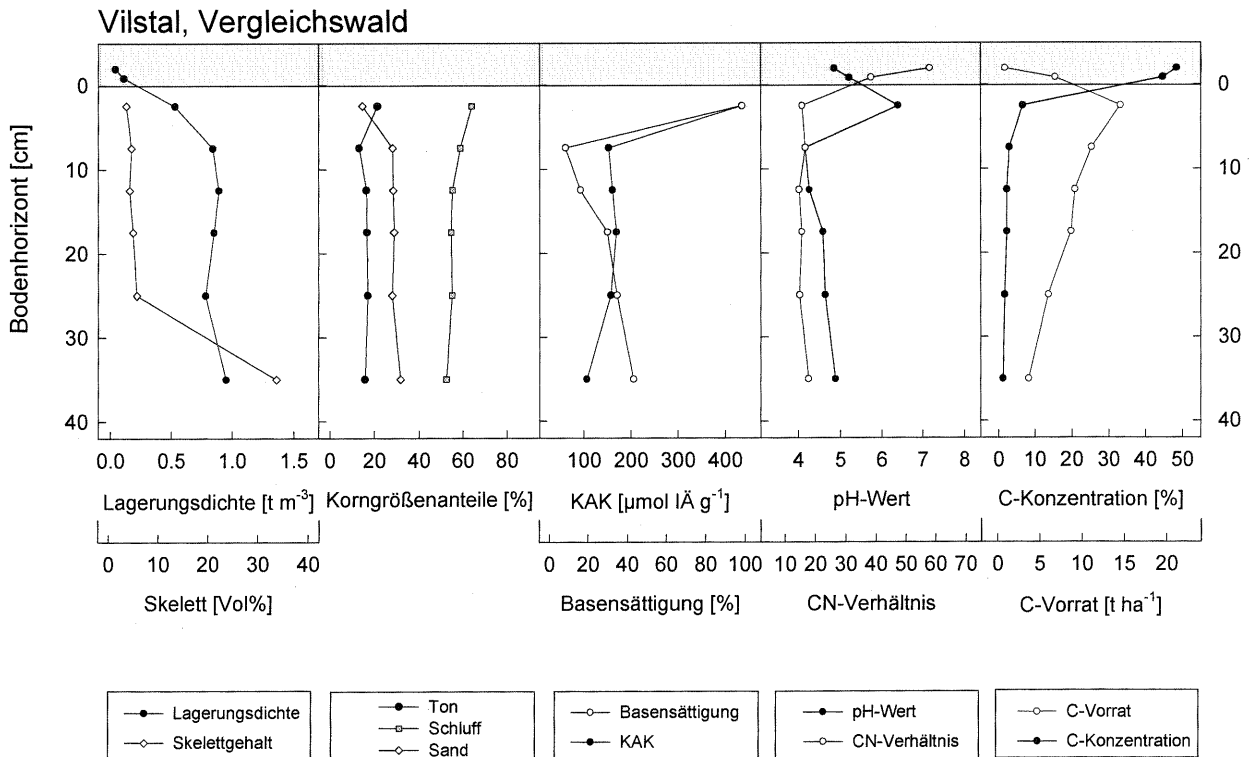 Vilstal, Vergleichswald
Bodenhorizont [cm]
0
10
20
30
40
0
10
20
30
40
0.0 0.5 1.0 1.5
0 20 40 60 80
100 200 300 400
4 5 6 7 8
0 10 20 30 40 50
Lagerungsdichte [t m-3]
Korngrößenanteile [%]
KAK [µmol IÄ g-1]
pH-Wert
C-Konzentration [%]
0 10 20 30 40
0 20 40 60 80 100
10 20 30 40 50 60 70
0 5 10 15 20
Skelett [Vol%]
Basensättigung [%]
CN-Verhältnis
C-Vorrat [t ha-1]
Lagerungsdichte
Skelettgehalt
Ton
Schluff
Sand
Basensättigung
KAK
pH-Wert
CN-Verhältnis
C-Vorrat
C-Konzentration